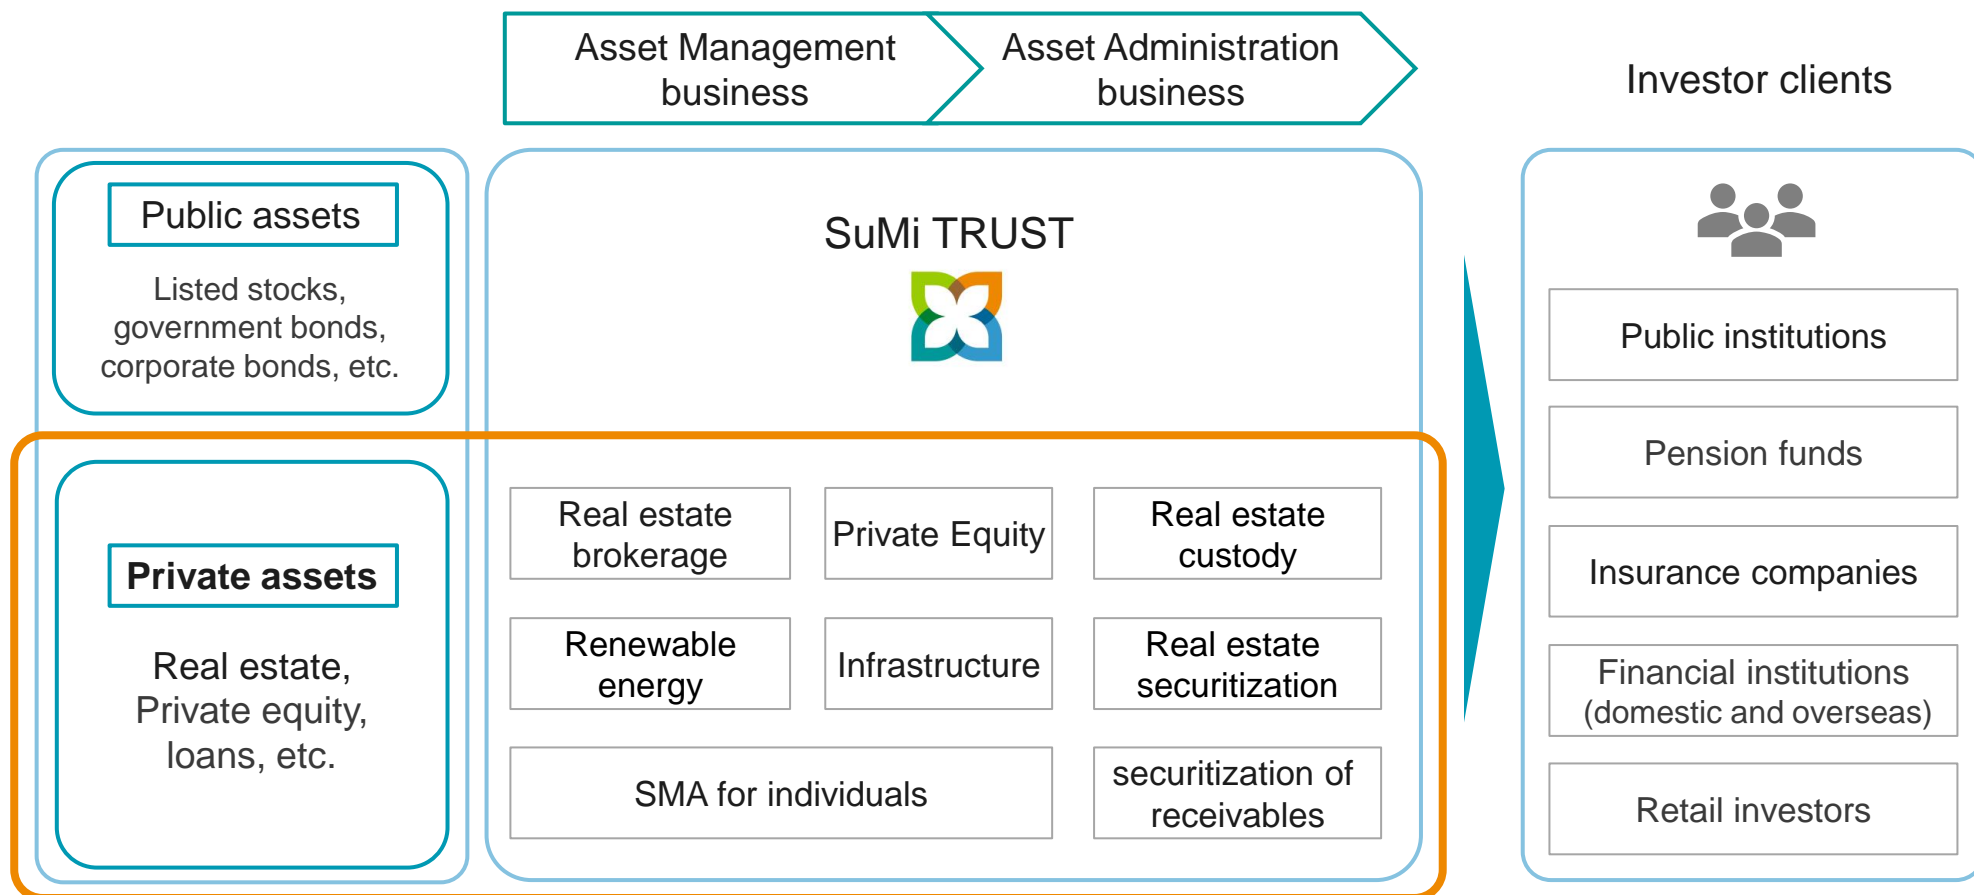 Asset Management
business
Asset Administration
business
Investor clients
Public assets
Listed stocks,
government bonds,
corporate bonds, etc.
Private assets
Real estate,
Private equity,
loans, etc.
SuMi TRUST
Real estate
brokerage
Private Equity
Real estate
custody
Renewable
energy
Infrastructure
Real estate
securitization
SMA for individuals
securitization of
receivables
Public institutions
Pension funds
Insurance companies
Financial institutions
(domestic and overseas)
Retail investors